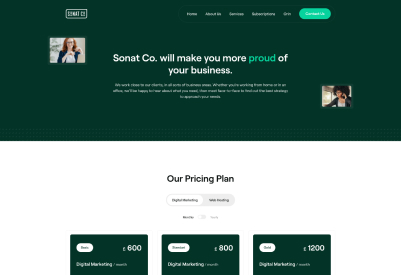 SONAT CO
Home About Us Services Subscriptions Q&A Contact Us
Sonat Co. will make you more proud of
your business.
We work close to our clients, in all sorts of business areas. Whether you're working from home or in an
office, we'll be happy to hear about what you need, then meet face-to-face to find out the best strategy
to approach your needs.
Our Pricing Plan
Digital Marketing Web Hosting
Monthly Yearly
Basic £ 600
Digital Marketing / month
Standard £ 800
Digital Marketing / month
Gold £ 1200
Digital Marketing / month